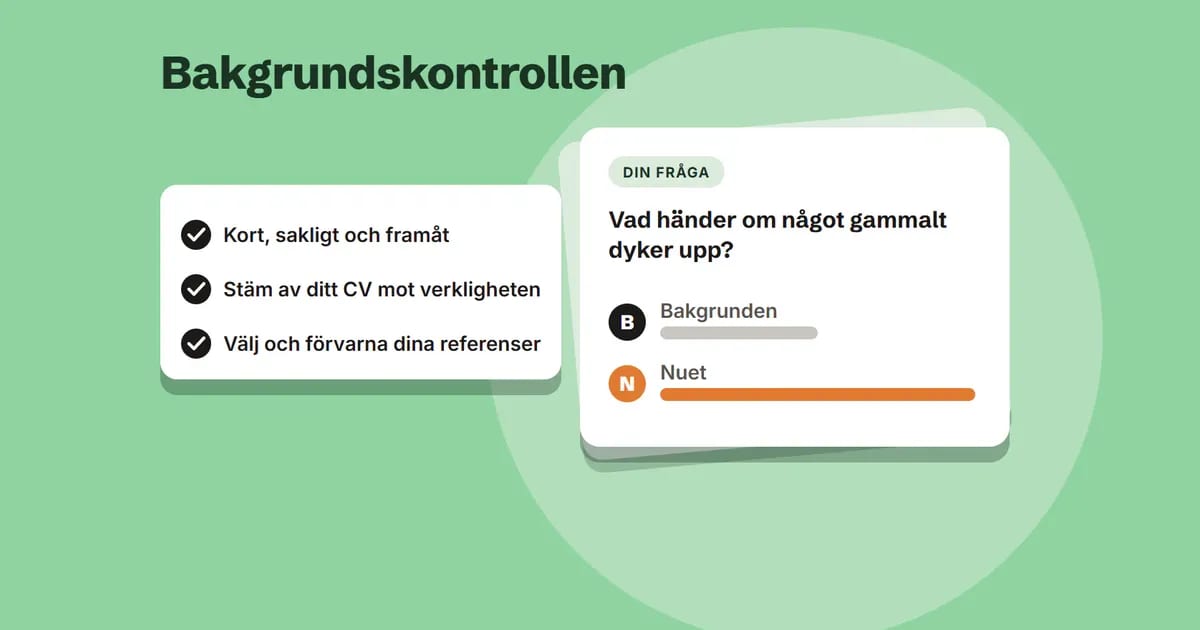 Bakgrundskontrollen
Kort, sakligt och framåt
Stäm av ditt CV mot verkligheten
Välj och förvarna dina referenser
DIN FRÅGA
Vad händer om något gammalt
dyker upp?
B
Bakgrunden
N
Nuet